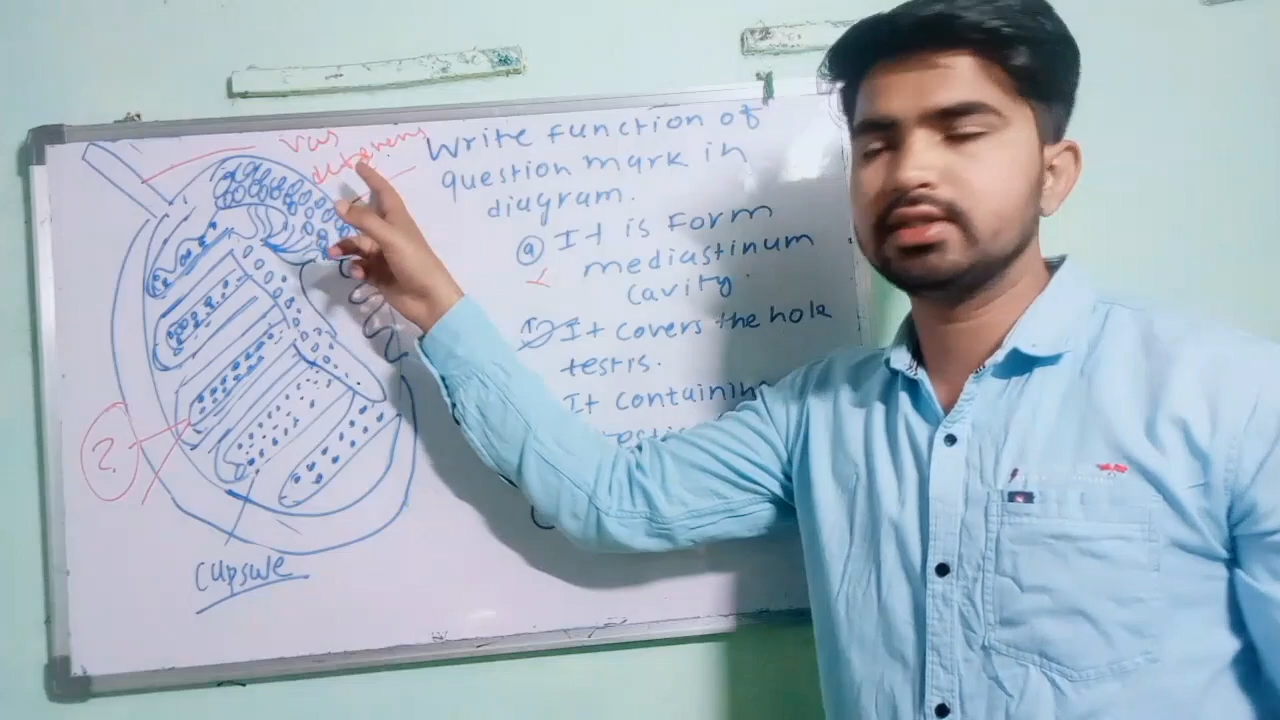 vas
deferens
Write function of
question mark in
diagram.
(a) It is Form
mediastinum
cavity.
It covers the hole
testis.
It containing
?
cupsule